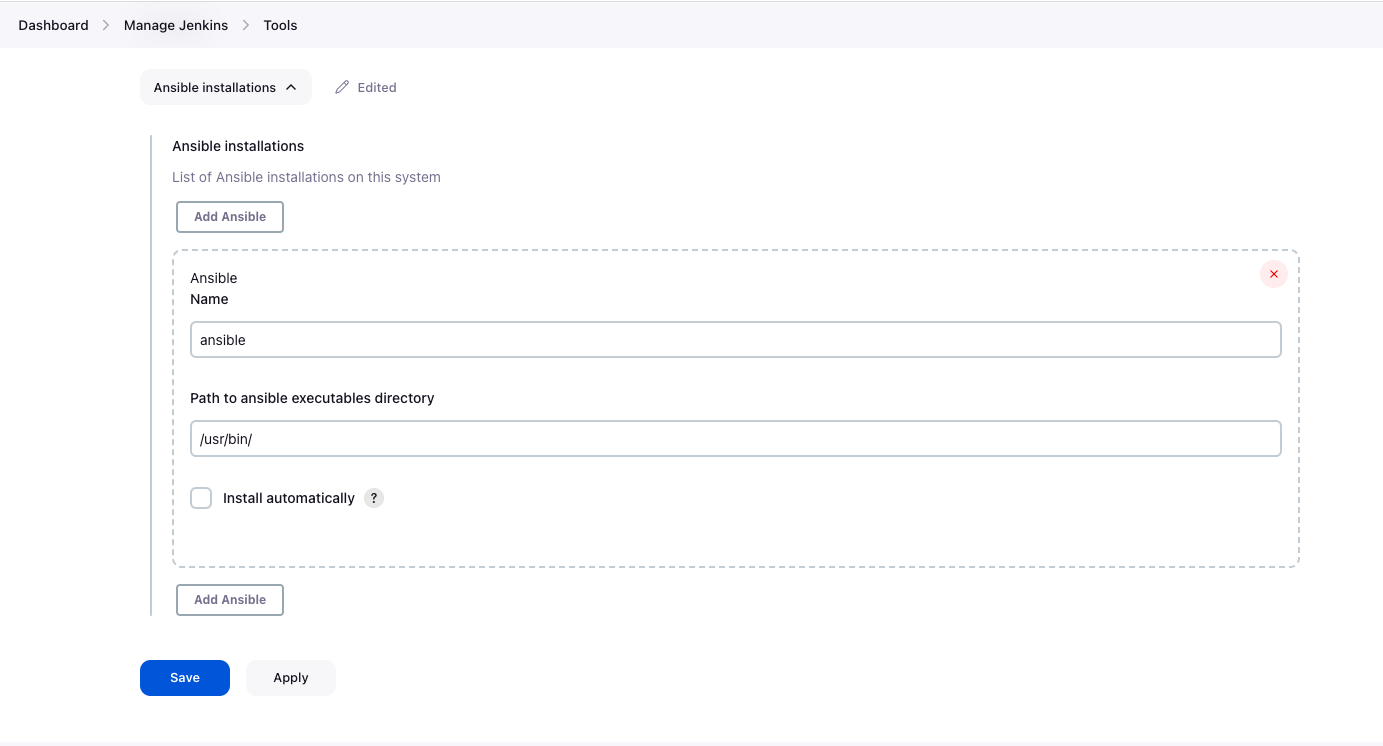 Dashboard > Manage Jenkins > Tools
Ansible installations Edited
Ansible installations
List of Ansible installations on this system
Add Ansible
Ansible
Name
ansible
Path to ansible executables directory
/usr/bin/
Install automatically ?
Add Ansible
Save Apply